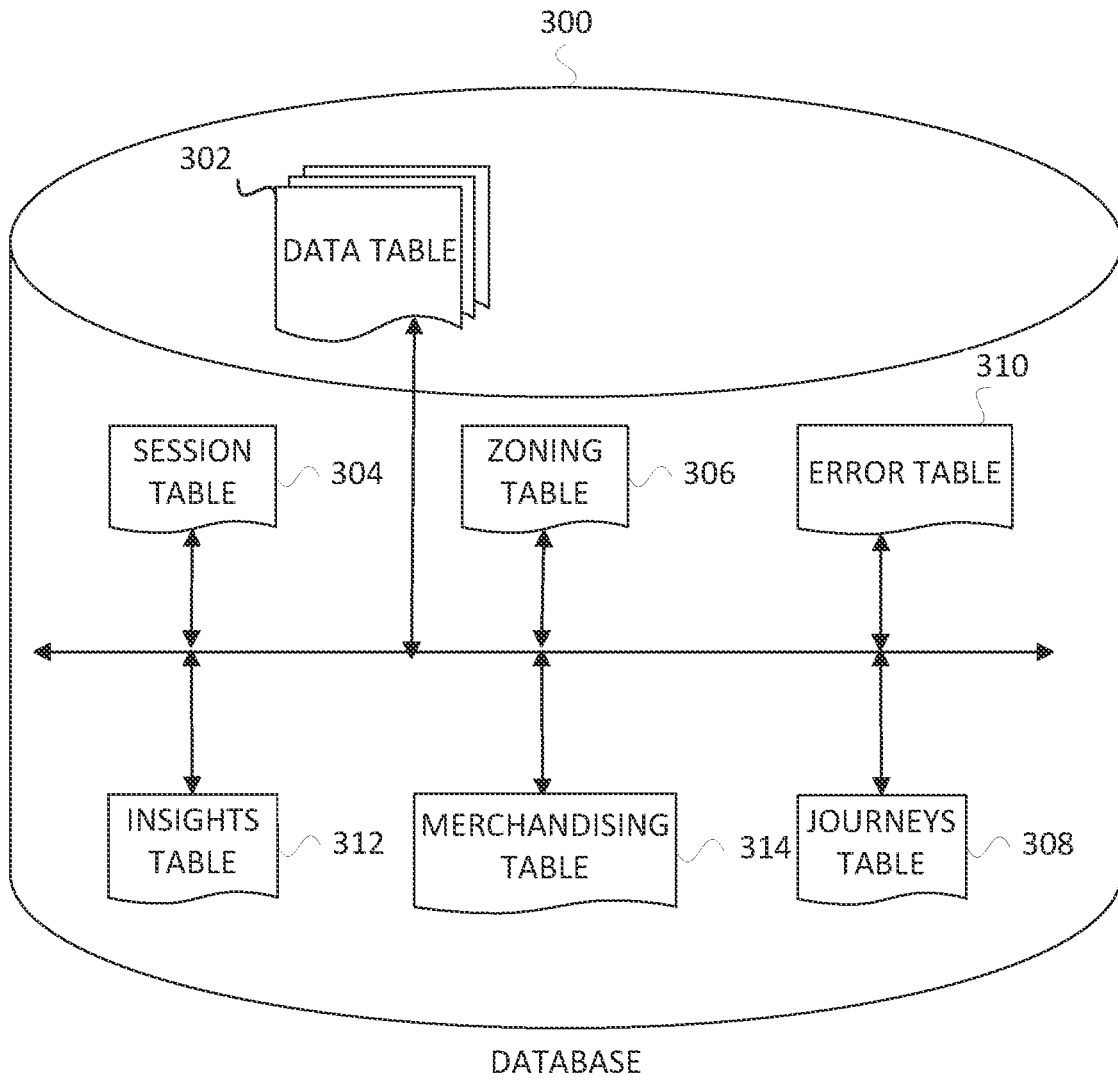 300
302
DATA TABLE
310
SESSION
TABLE
304
ZONING
TABLE
306
ERROR TABLE
INSIGHTS
TABLE
312
MERCHANDISING
TABLE
314
JOURNEYS
TABLE
308
DATABASE